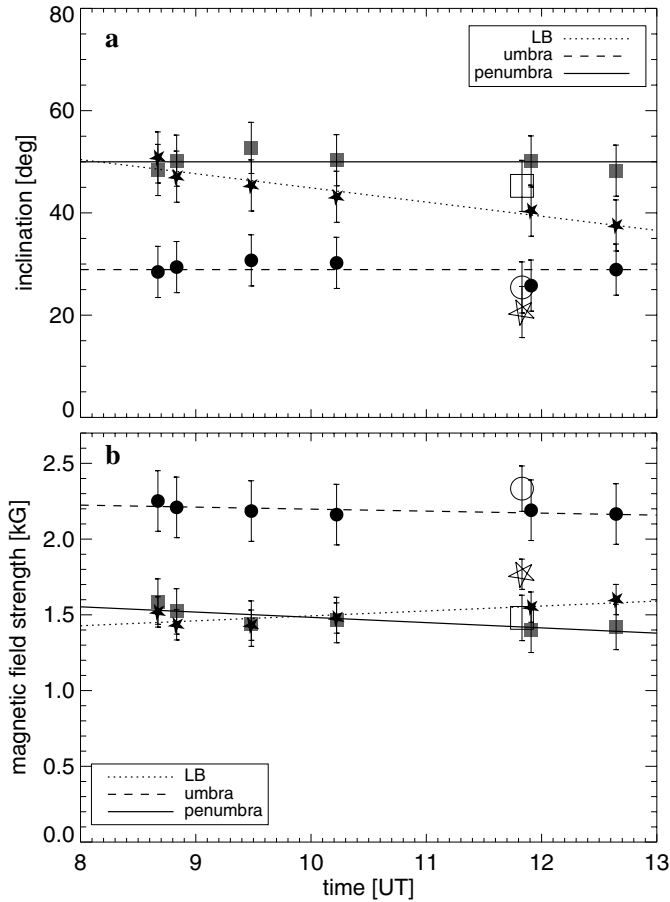 a
LB
umbra
penumbra
80
60
40
20
0
inclination [deg]
b
2.5
2.0
1.5
1.0
0.5
0.0
magnetic field strength [kG]
LB
umbra
penumbra
8 9 10 11 12 13
time [UT]